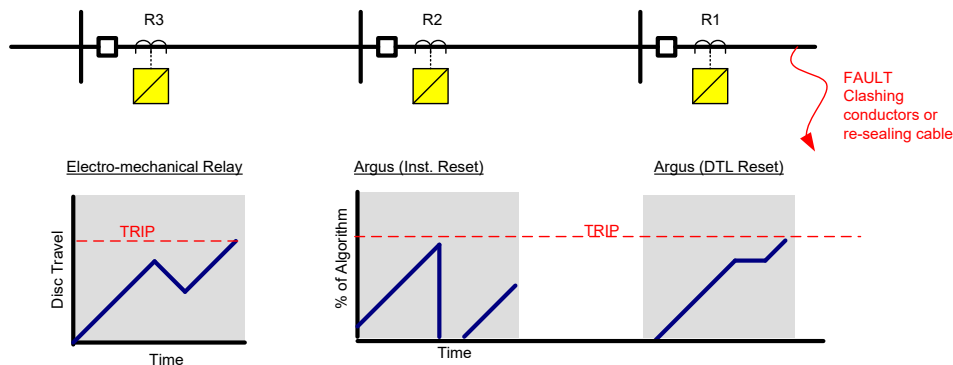 R3
R2
R1
FAULT
Clashing
conductors or
re-sealing cable
Electro-mechanical Relay
Argus (Inst. Reset)
Argus (DTL Reset)
TRIP
TRIP
Disc Travel
% of Algorithm
Time
Time